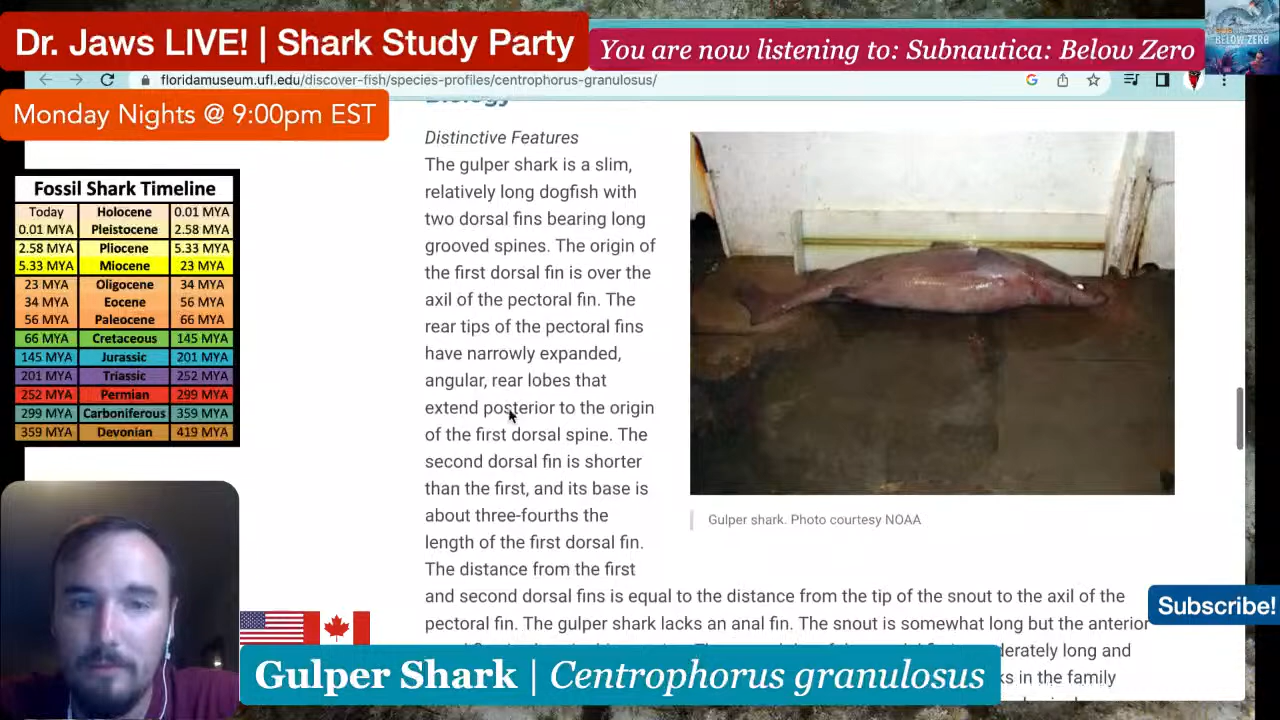 Dr. Jaws LIVE! | Shark Study Party
You are now listening to: Subnautica: Below Zero
BELOW ZERO
floridamuseum.ufl.edu/discover-fish/species-profiles/centrophorus-granulosus/
Monday Nights @ 9:00pm EST
Biology
Fossil Shark Timeline
Today Holocene 0.01 MYA
0.01 MYA Pleistocene 2.58 MYA
2.58 MYA Pliocene 5.33 MYA
5.33 MYA Miocene 23 MYA
23 MYA Oligocene 34 MYA
34 MYA Eocene 56 MYA
56 MYA Paleocene 66 MYA
66 MYA Cretaceous 145 MYA
145 MYA Jurassic 201 MYA
201 MYA Triassic 252 MYA
252 MYA Permian 299 MYA
299 MYA Carboniferous 359 MYA
359 MYA Devonian 419 MYA
Distinctive Features
The gulper shark is a slim,
relatively long dogfish with
two dorsal fins bearing long
grooved spines. The origin of
the first dorsal fin is over the
axil of the pectoral fin. The
rear tips of the pectoral fins
have narrowly expanded,
angular, rear lobes that
extend posterior to the origin
of the first dorsal spine. The
second dorsal fin is shorter
than the first, and its base is
about three-fourths the
length of the first dorsal fin.
The distance from the first
and second dorsal fins is equal to the distance from the tip of the snout to the axil of the
pectoral fin. The gulper shark lacks an anal fin. The snout is somewhat long but the anterior
moderately long and
in the family
Gulper shark. Photo courtesy NOAA
Subscribe!
Gulper Shark | Centrophorus granulosus